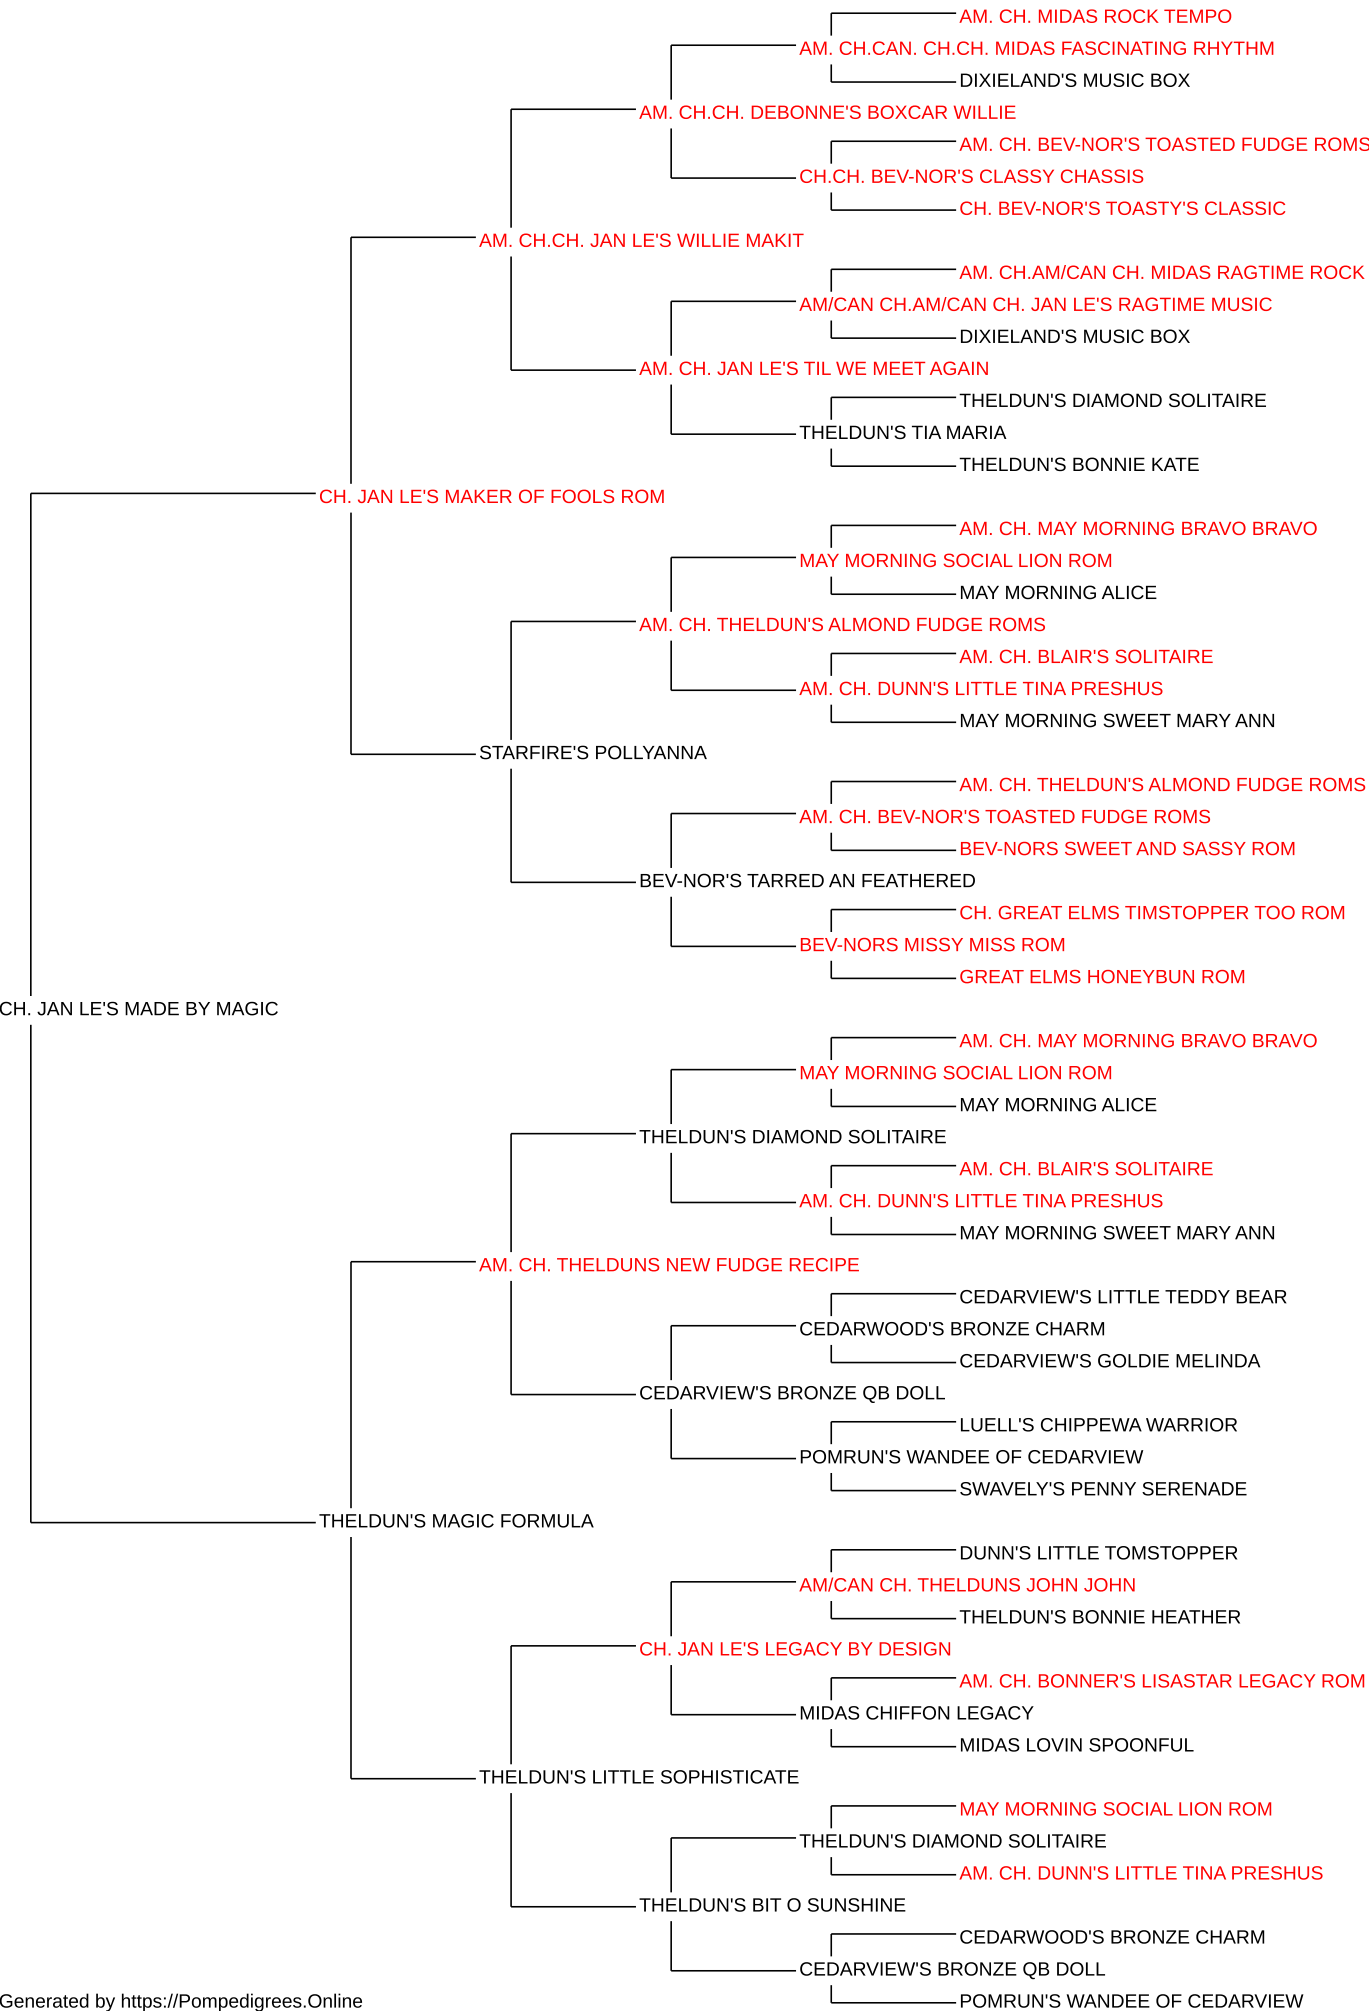 AM. CH. MIDAS ROCK TEMPO
AM. CH.CAN. CH.CH. MIDAS FASCINATING RHYTHM
DIXIELAND'S MUSIC BOX
AM. CH.CH. DEBONNE'S BOXCAR WILLIE
AM. CH. BEV-NOR'S TOASTED FUDGE ROMS
CH.CH. BEV-NOR'S CLASSY CHASSIS
CH. BEV-NOR'S TOASTY'S CLASSIC
AM. CH.CH. JAN LE'S WILLIE MAKIT
AM. CH.AM/CAN CH. MIDAS RAGTIME ROCK
AM/CAN CH.AM/CAN CH. JAN LE'S RAGTIME MUSIC
DIXIELAND'S MUSIC BOX
AM. CH. JAN LE'S TIL WE MEET AGAIN
THELDUN'S DIAMOND SOLITAIRE
THELDUN'S TIA MARIA
THELDUN'S BONNIE KATE
CH. JAN LE'S MAKER OF FOOLS ROM
AM. CH. MAY MORNING BRAVO BRAVO
MAY MORNING SOCIAL LION ROM
MAY MORNING ALICE
AM. CH. THELDUN'S ALMOND FUDGE ROMS
AM. CH. BLAIR'S SOLITAIRE
AM. CH. DUNN'S LITTLE TINA PRESHUS
MAY MORNING SWEET MARY ANN
STARFIRE'S POLLYANNA
AM. CH. THELDUN'S ALMOND FUDGE ROMS
AM. CH. BEV-NOR'S TOASTED FUDGE ROMS
BEV-NORS SWEET AND SASSY ROM
BEV-NOR'S TARRED AN FEATHERED
CH. GREAT ELMS TIMSTOPPER TOO ROM
BEV-NORS MISSY MISS ROM
GREAT ELMS HONEYBUN ROM
CH. JAN LE'S MADE BY MAGIC
AM. CH. MAY MORNING BRAVO BRAVO
MAY MORNING SOCIAL LION ROM
MAY MORNING ALICE
THELDUN'S DIAMOND SOLITAIRE
AM. CH. BLAIR'S SOLITAIRE
AM. CH. DUNN'S LITTLE TINA PRESHUS
MAY MORNING SWEET MARY ANN
AM. CH. THELDUNS NEW FUDGE RECIPE
CEDARVIEW'S LITTLE TEDDY BEAR
CEDARWOOD'S BRONZE CHARM
CEDARVIEW'S GOLDIE MELINDA
CEDARVIEW'S BRONZE QB DOLL
LUELL'S CHIPPEWA WARRIOR
POMRUN'S WANDEE OF CEDARVIEW
SWAVELY'S PENNY SERENADE
THELDUN'S MAGIC FORMULA
DUNN'S LITTLE TOMSTOPPER
AM/CAN CH. THELDUNS JOHN JOHN
THELDUN'S BONNIE HEATHER
CH. JAN LE'S LEGACY BY DESIGN
AM. CH. BONNER'S LISASTAR LEGACY ROM
MIDAS CHIFFON LEGACY
MIDAS LOVIN SPOONFUL
THELDUN'S LITTLE SOPHISTICATE
MAY MORNING SOCIAL LION ROM
THELDUN'S DIAMOND SOLITAIRE
AM. CH. DUNN'S LITTLE TINA PRESHUS
THELDUN'S BIT O SUNSHINE
CEDARWOOD'S BRONZE CHARM
CEDARVIEW'S BRONZE QB DOLL
POMRUN'S WANDEE OF CEDARVIEW
Generated by https://Pompedigrees.Online